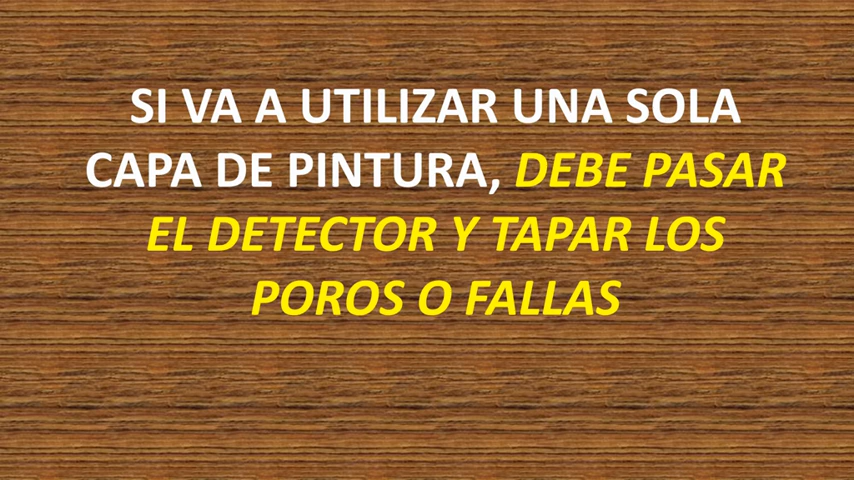 SI VA A UTILIZAR UNA SOLA
CAPA DE PINTURA, DEBE PASAR
EL DETECTOR Y TAPAR LOS
POROS O FALLAS